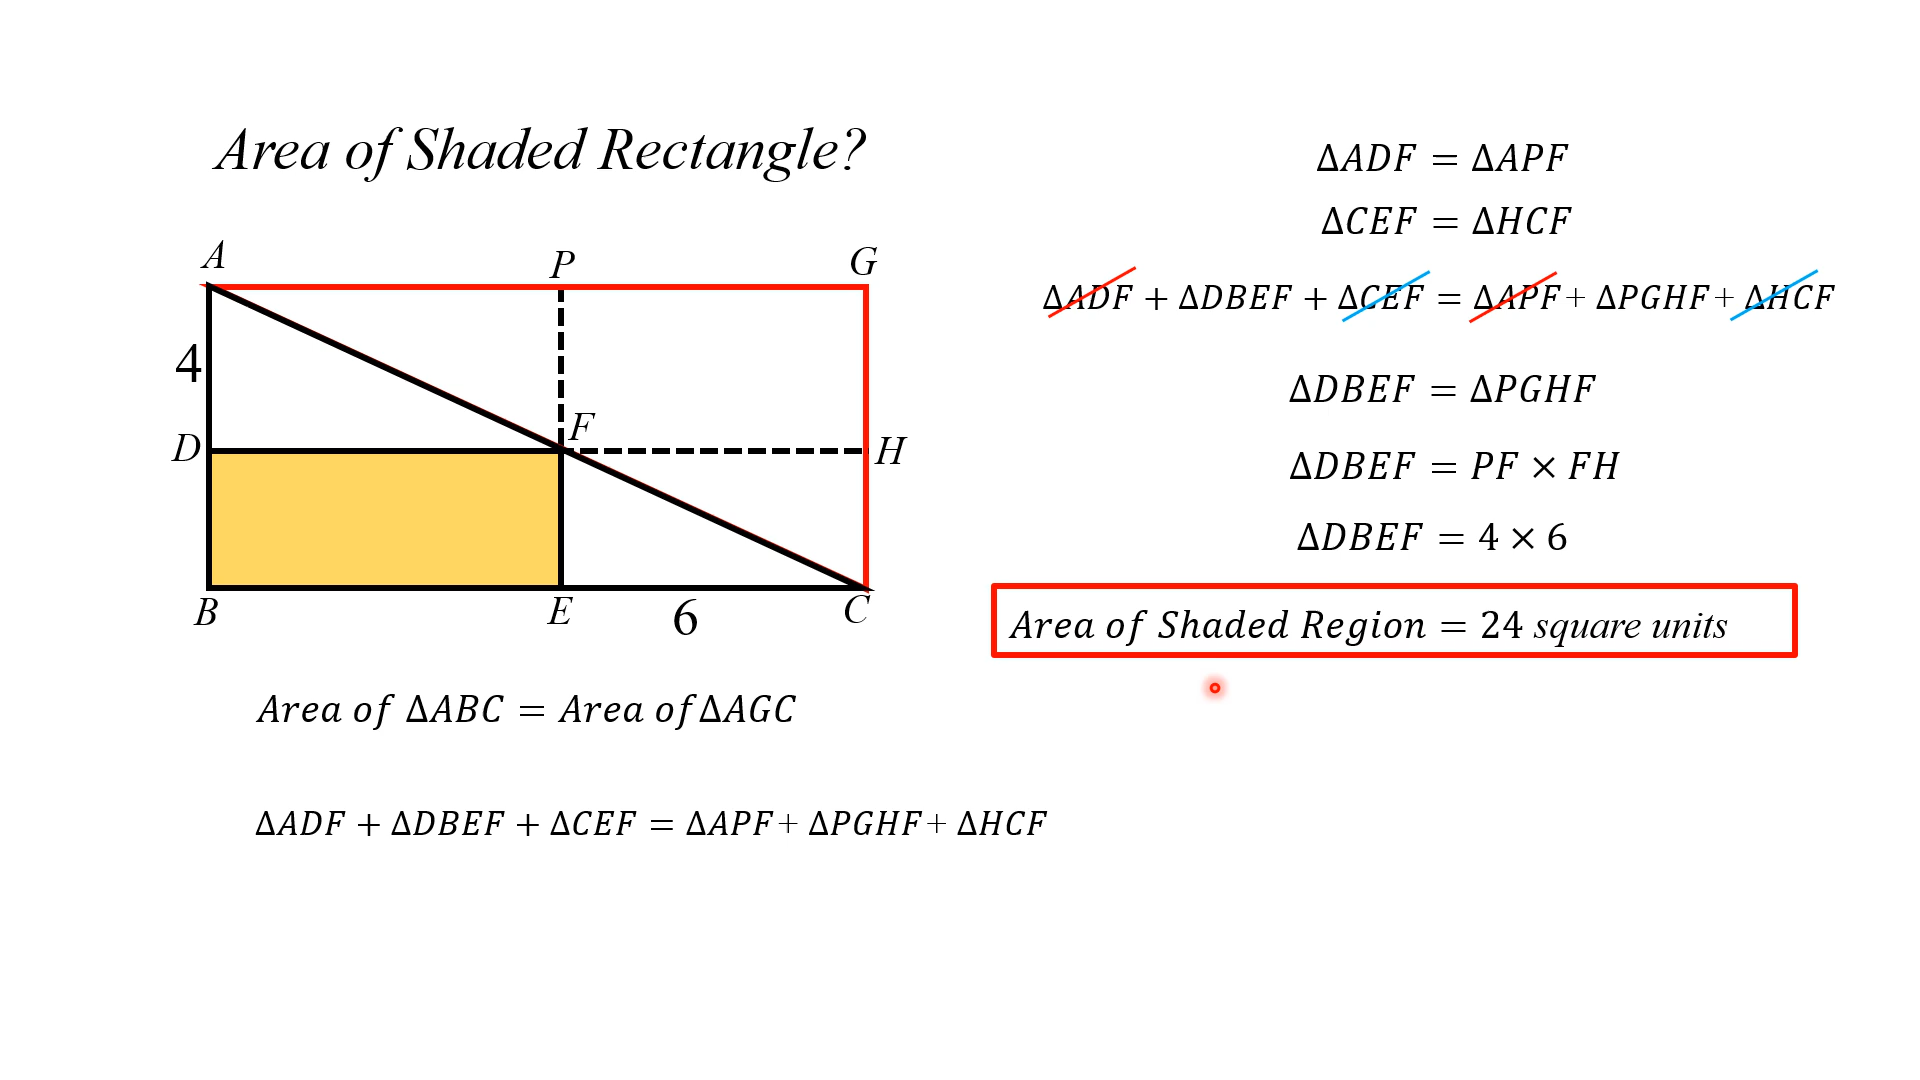 Area of Shaded Rectangle?
A
P
G
4
D
F
H
B
E
6
C
Area of ΔABC = Area of ΔAGC
ΔADF + ΔDBEF + ΔCEF = ΔAPF + ΔPGHF + ΔHCF
ΔADF = ΔAPF
ΔCEF = ΔHCF
ΔADF + ΔDBEF + ΔCEF = ΔAPF + ΔPGHF + ΔHCF
ΔDBEF = ΔPGHF
ΔDBEF = PF × FH
ΔDBEF = 4 × 6
Area of Shaded Region = 24 square units